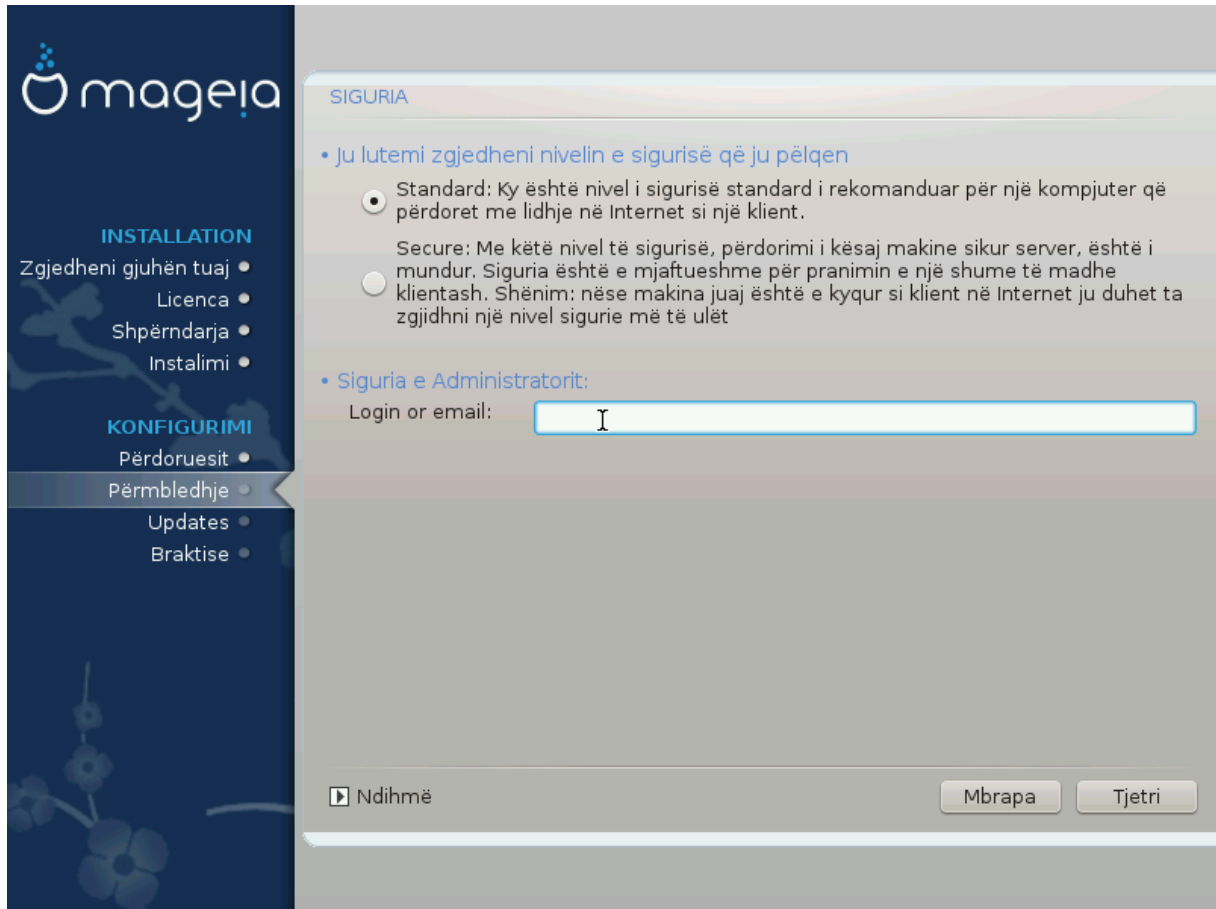 mageia
INSTALLATION
Zgjedheni gjuhën tuaj
Licenca
Shpërndarja
Instalimi
KONFIGURIMI
Përdoruesit
Përmbledhje
Updates
Braktise
SIGURIA
• Ju lutemi zgjedheni nivelin e sigurisë që ju pëlqen
Standard: Ky është nivel i sigurisë standard i rekomanduar për një kompjuter që
përdoret me lidhje në Internet si një klient.
Secure: Me këtë nivel të sigurisë, përdorimi i kësaj makine sikur server, është i
mundur. Siguria është e mjaftueshme për pranimin e një shume të madhe
klientash. Shënim: nëse makina juaj është e kyqur si klient në Internet ju duhet ta
zgjidhni një nivel sigurie më të ulët
• Siguria e Administratorit:
Login or email:
Ndihmë
Mbrapa
Tjetri